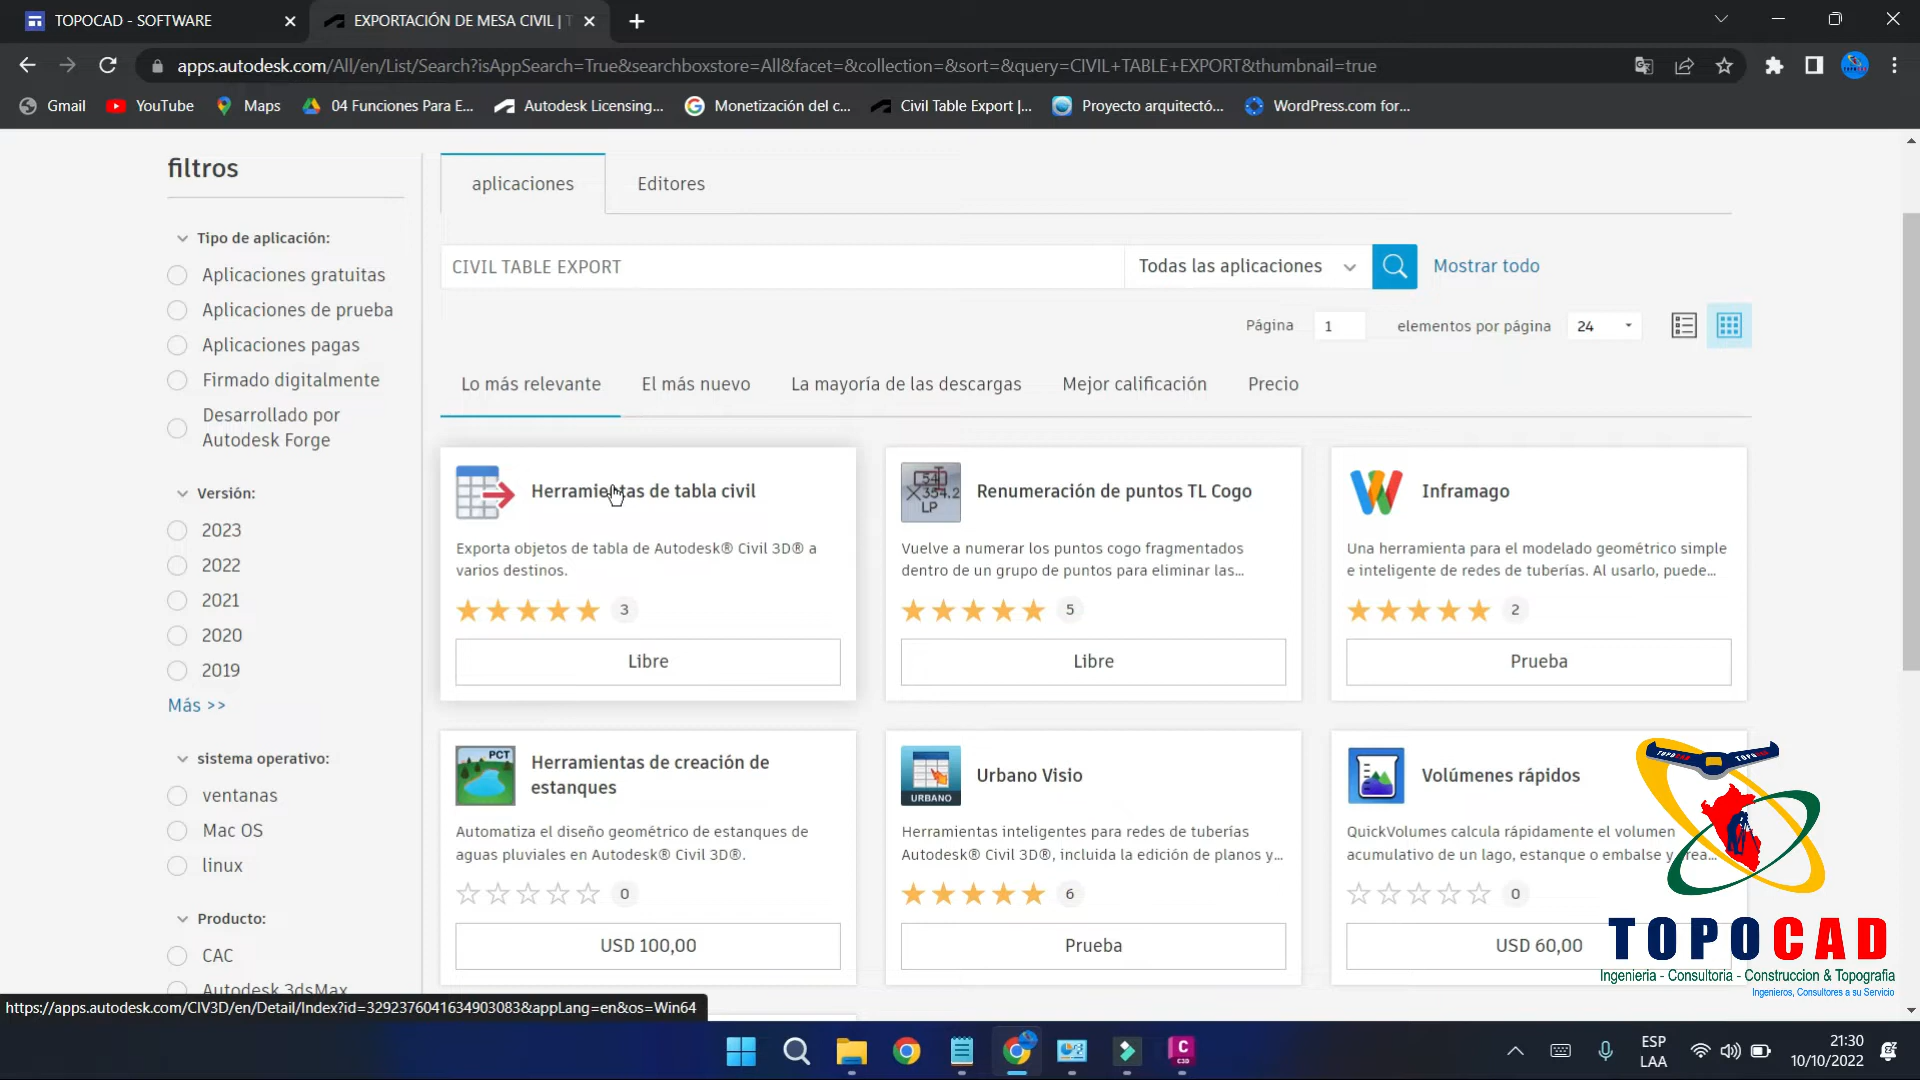 TOPOCAD - SOFTWARE
EXPORTACIÓN DE MESA CIVIL | T
apps.autodesk.com/All/en/List/Search?isAppSearch=True&searchboxstore=All&facet=&collection=&sort=&query=CIVIL+TABLE+EXPORT&thumbnail=true
Gmail YouTube Maps 04 Funciones Para E... Autodesk Licensing... Monetización del c... Civil Table Export |... Proyecto arquitectó... WordPress.com for...
filtros
Tipo de aplicación:
Aplicaciones gratuitas
Aplicaciones de prueba
Aplicaciones pagas
Firmado digitalmente
Desarrollado por
Autodesk Forge
Versión:
2023
2022
2021
2020
2019
Más >>
sistema operativo:
ventanas
Mac OS
linux
Producto:
CAC
Autodesk 3dsMax
aplicaciones Editores
CIVIL TABLE EXPORT Todas las aplicaciones Mostrar todo
Página 1 elementos por página 24
Lo más relevante El más nuevo La mayoría de las descargas Mejor calificación Precio
Herramientas de tabla civil
Exporta objetos de tabla de Autodesk® Civil 3D® a
varios destinos.
3
Libre
Renumeración de puntos TL Cogo
Vuelve a numerar los puntos cogo fragmentados
dentro de un grupo de puntos para eliminar las...
5
Libre
Inframago
Una herramienta para el modelado geométrico simple
e inteligente de redes de tuberías. Al usarlo, puede...
2
Prueba
PCT
Herramientas de creación de
estanques
Automatiza el diseño geométrico de estanques de
aguas pluviales en Autodesk® Civil 3D®.
0
USD 100,00
URBANO
Urbano Visio
Herramientas inteligentes para redes de tuberías
Autodesk® Civil 3D®, incluida la edición de planos y...
6
Prueba
Volúmenes rápidos
QuickVolumes calcula rápidamente el volumen
acumulativo de un lago, estanque o embalse y
0
USD 60,00
TOPOCAD
Ingenieria - Consultoria - Construccion & Topografia
Ingenieros, Consultores a su Servicio
https://apps.autodesk.com/CIV3D/en/Detail/Index?id=3292376041634903083&appLang=en&os=Win64
C3D
ESP
LAA
21:30
10/10/2022